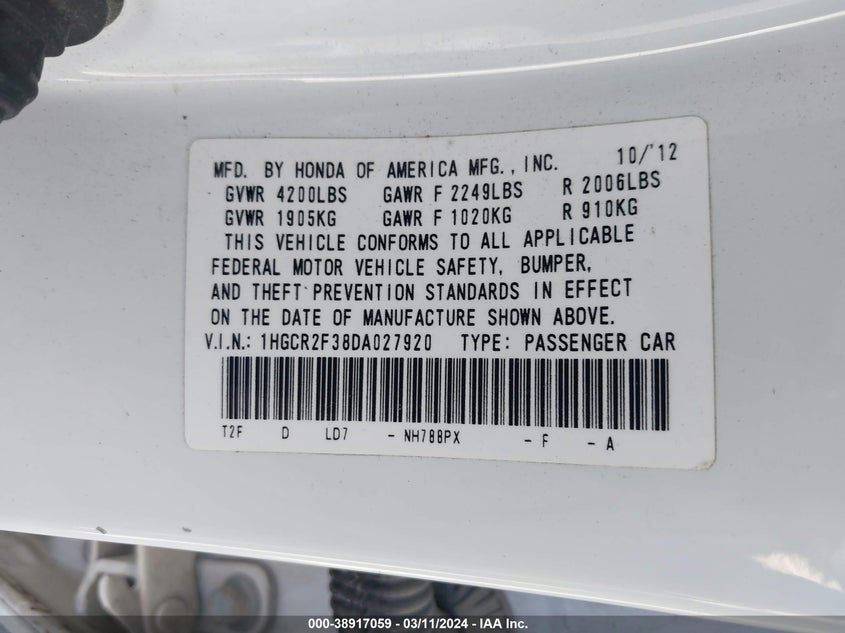 MFD. BY HONDA OF AMERICA MFG., INC. 10/'12
GVWR 4200LBS GAWR F 2249LBS R 2006LBS
GVWR 1905KG GAWR F 1020KG R 910KG
THIS VEHICLE CONFORMS TO ALL APPLICABLE
FEDERAL MOTOR VEHICLE SAFETY, BUMPER,
AND THEFT PREVENTION STANDARDS IN EFFECT
ON THE DATE OF MANUFACTURE SHOWN ABOVE.
V.I.N.: 1HGCR2F38DA027920 TYPE: PASSENGER CAR
T2F D LD7 - NH788PX - F - A
000-38917059 - 03/11/2024 - IAA Inc.